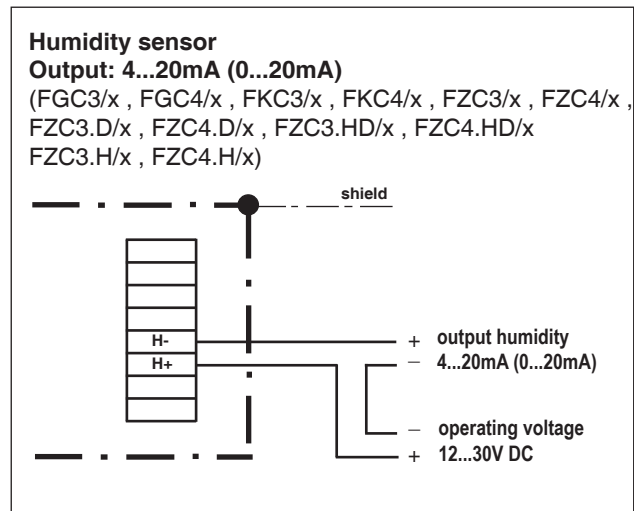 Humidity sensor
Output: 4...20mA (0...20mA)
(FGC3/x , FGC4/x , FKC3/x , FKC4/x , FZC3/x , FZC4/x ,
FZC3.D/x , FZC4.D/x , FZC3.HD/x , FZC4.HD/x
FZC3.H/x , FZC4.H/x)
shield
H-
H+
+ output humidity
– 4...20mA (0...20mA)
– operating voltage
+ 12...30V DC